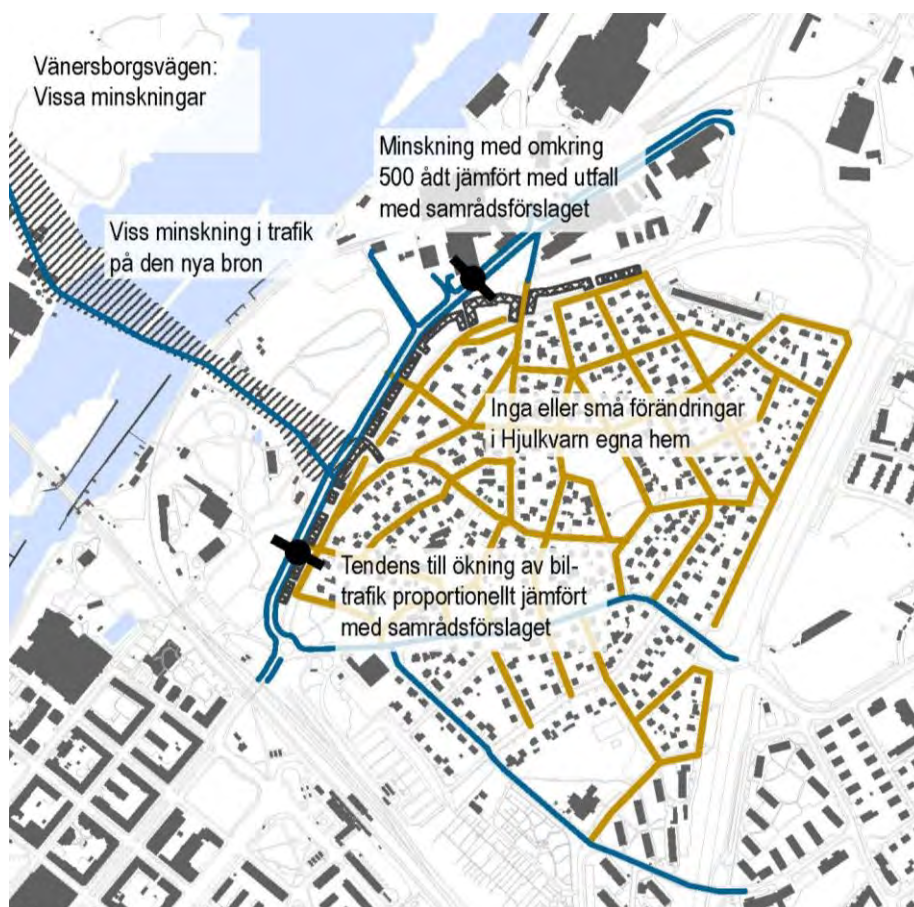 Vänersborgsvägen:
Vissa minskningar
Minskning med omkring
500 ådt jämfört med utfall
med samrådsförslaget
Viss minskning i trafik
på den nya bron
Inga eller små förändringar
i Hjulkvarn egna hem
Tendens till ökning av bil-
trafik proportionellt jämfört
med samrådsförslaget